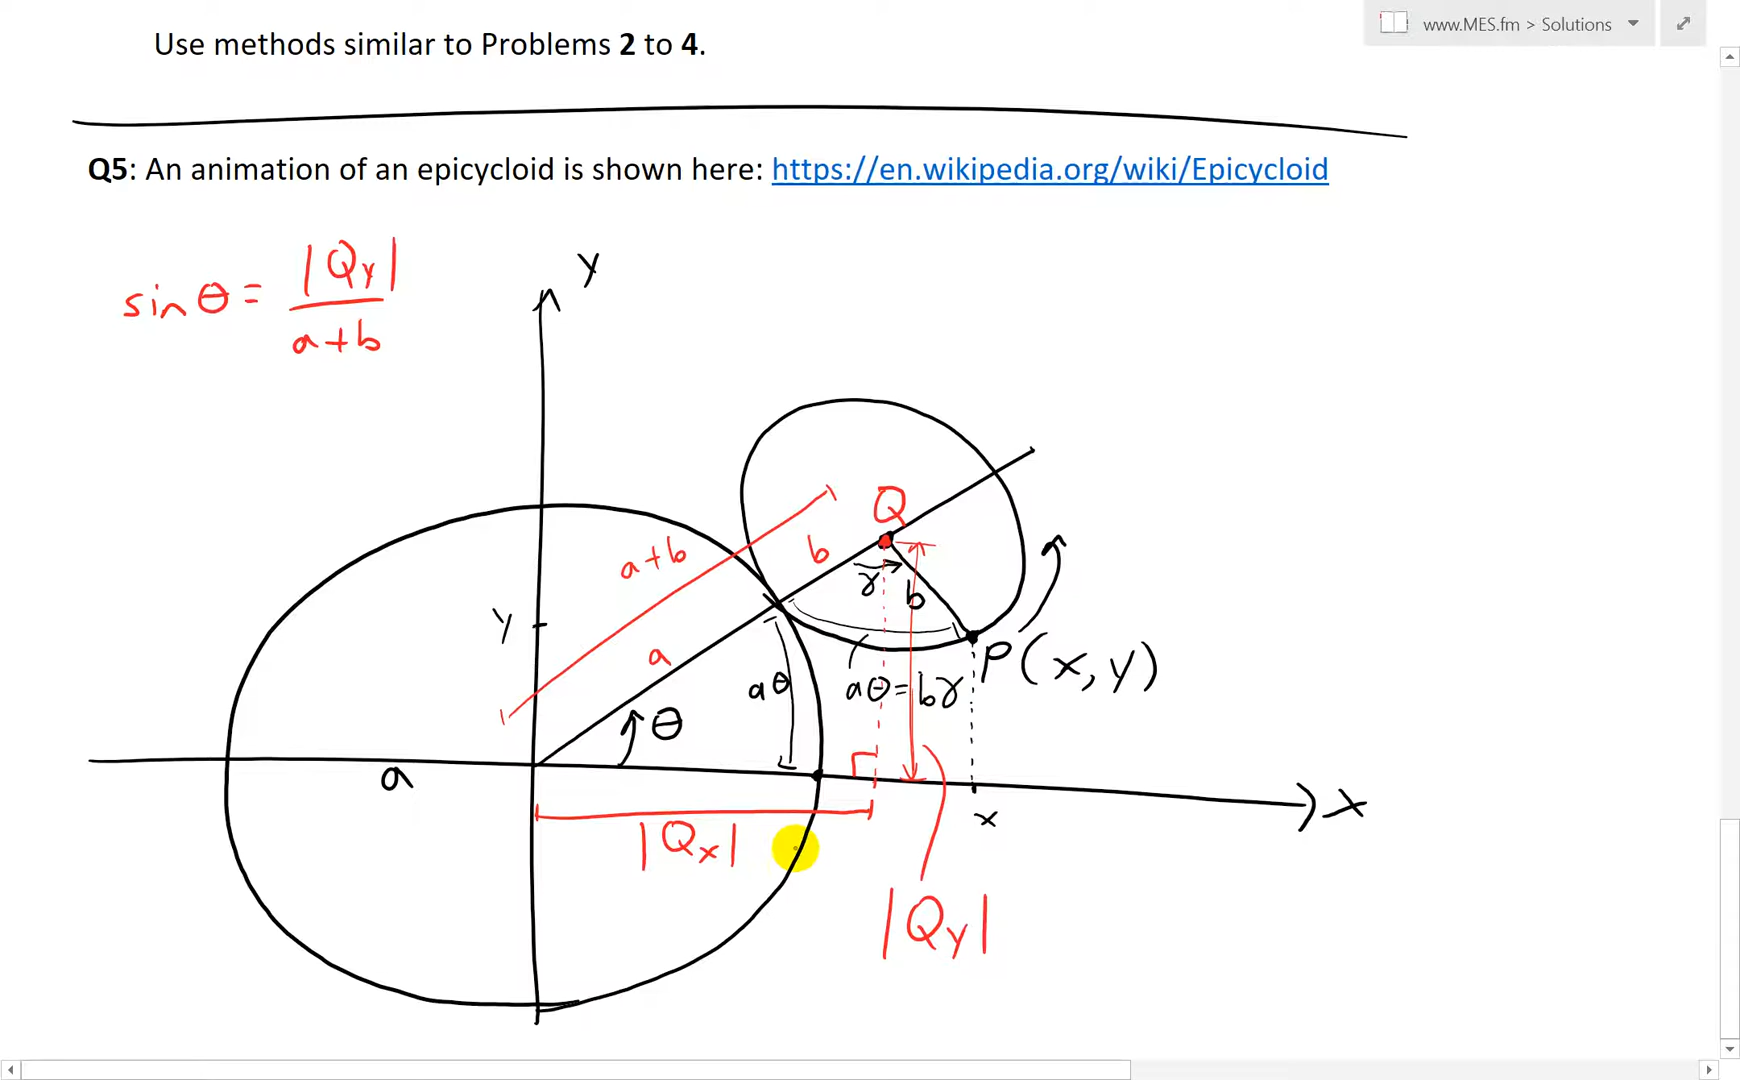 www.MES.fm > Solutions
Use methods similar to Problems 2 to 4.
Q5: An animation of an epicycloid is shown here: https://en.wikipedia.org/wiki/Epicycloid
sin θ = |Qy| / a+b
y
Q
a+b
b
γ
b
y
a
P(x, y)
aθ
aθ=bγ
θ
a
x
x
|Qx|
|Qy|